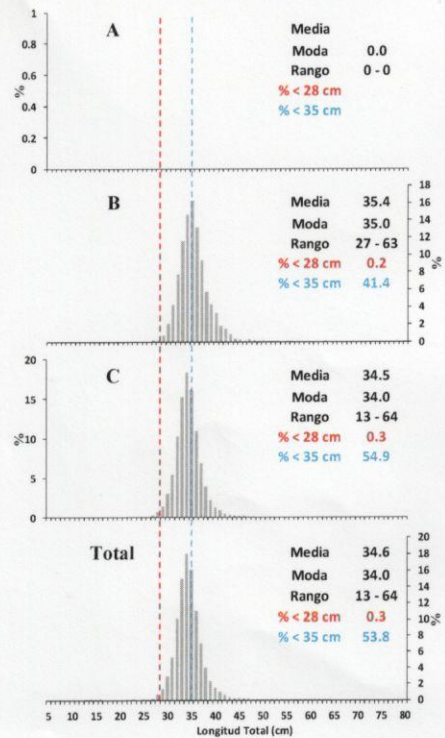 A
Media
Moda 0.0
Rango 0 - 0
% < 28 cm
% < 35 cm
1
0.8
0.6
0.4
0.2
0
%
B
Media 35.4
Moda 35.0
Rango 27 - 63
% < 28 cm 0.2
% < 35 cm 41.4
18
16
14
12
10
8
6
4
2
0
%
C
Media 34.5
Moda 34.0
Rango 13 - 64
% < 28 cm 0.3
% < 35 cm 54.9
20
15
10
5
0
%
Total
Media 34.6
Moda 34.0
Rango 13 - 64
% < 28 cm 0.3
% < 35 cm 53.8
20
18
16
14
12
10
8
6
4
2
0
%
5 10 15 20 25 30 35 40 45 50 55 60 65 70 75 80
Longitud Total (cm)